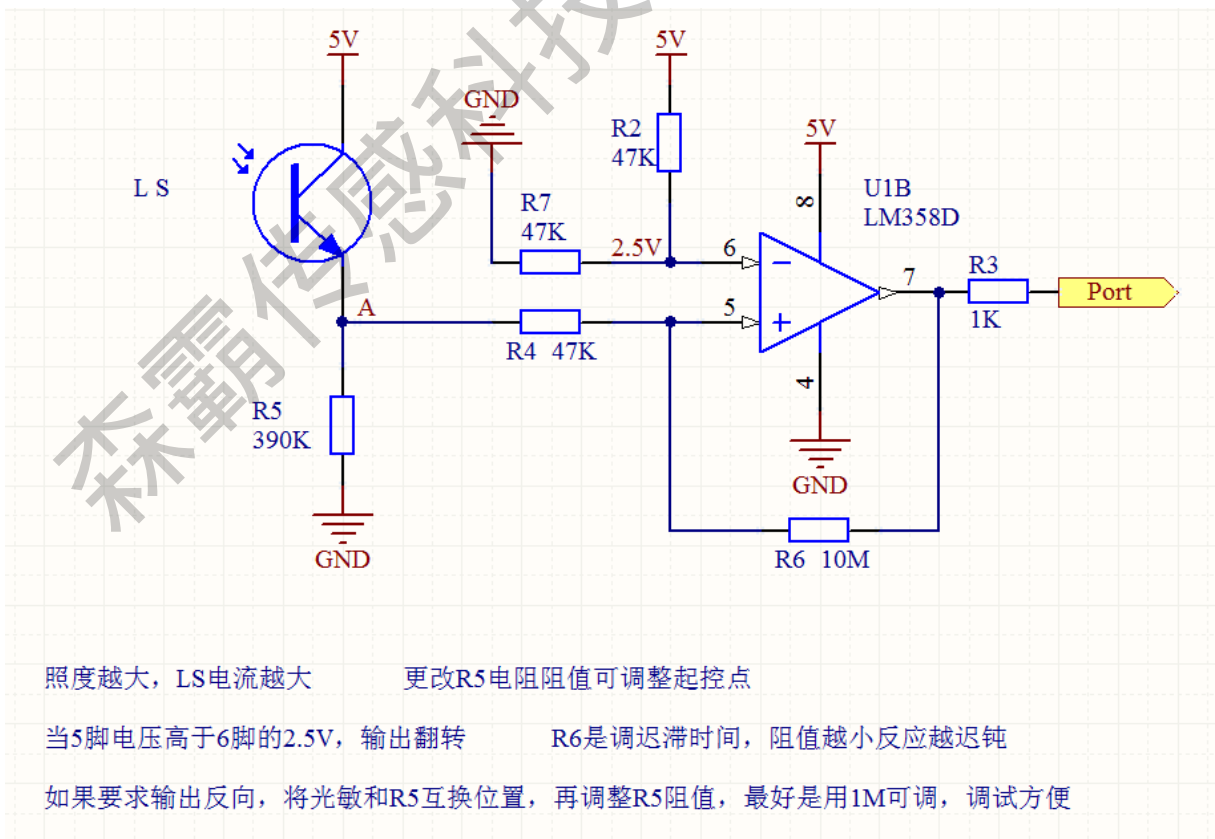 5V
5V
GND
R2
47K
5V
L S
8
U1B
LM358D
R7
47K
2.5V
6
7
R3
Port
1K
A
5
R4 47K
4
R5
390K
GND
R6 10M
GND
森霸传感科技
照度越大，LS电流越大 更改R5电阻阻值可调整起控点
当5脚电压高于6脚的2.5V，输出翻转 R6是调迟滞时间，阻值越小反应越迟钝
如果要求输出反向，将光敏和R5互换位置，再调整R5阻值，最好是用1M可调，调试方便